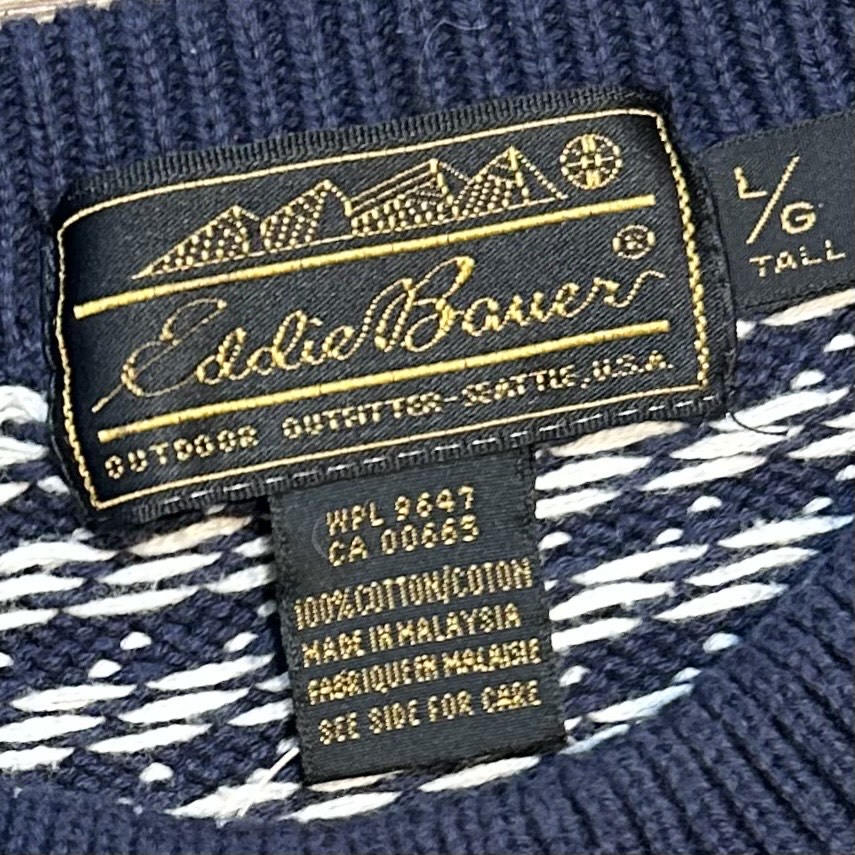 Eddie Bauer ®
OUTDOOR OUTFITTER-SEATTLE, U.S.A.
L/G
TALL
WPL 9647
CA 00665
100% COTTON/COTON
MADE IN MALAYSIA
FABRIQUE EN MALAISIE
SEE SIDE FOR CARE